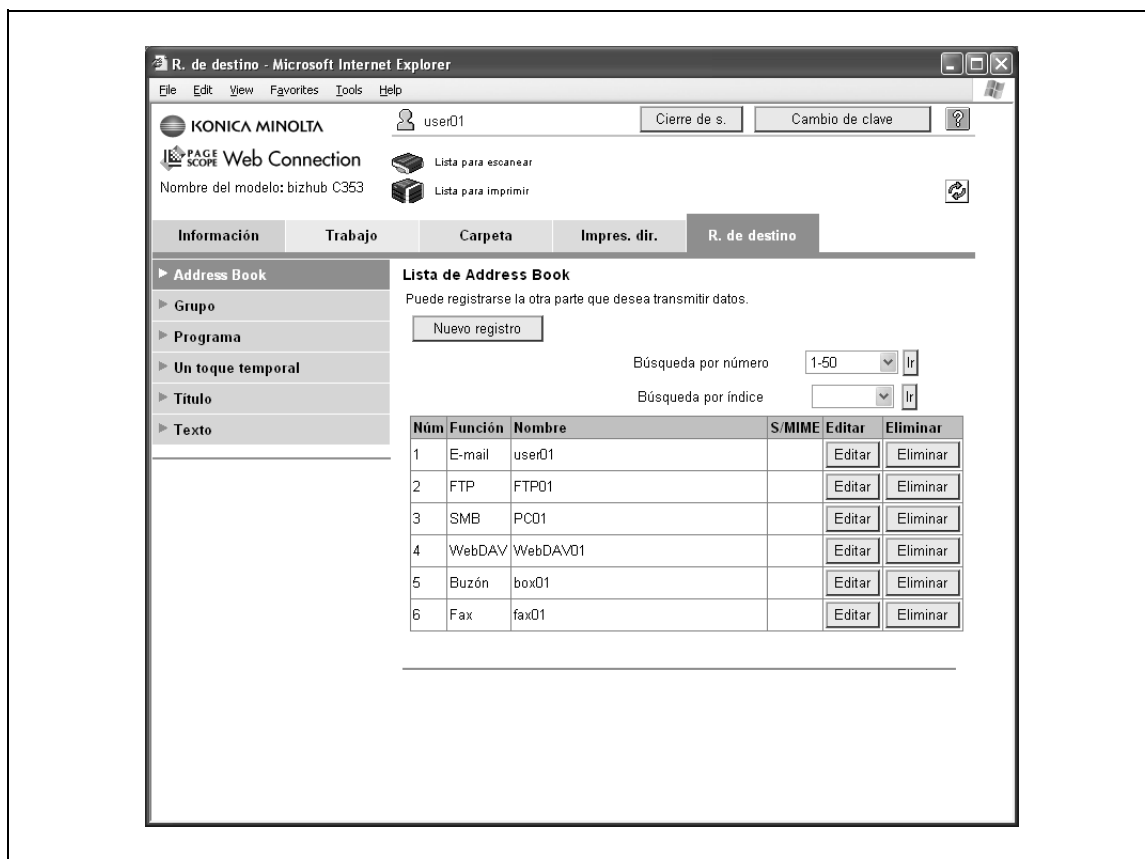 R. de destino - Microsoft Internet Explorer
File Edit View Favorites Tools Help
KONICA MINOLTA
user01 Cierre de s. Cambio de clave ?
PAGE SCOPE Web Connection
Lista para escanear
Nombre del modelo: bizhub C353
Lista para imprimir
Información Trabajo Carpeta Impres. dir. R. de destino
Address Book
Grupo
Programa
Un toque temporal
Título
Texto
Lista de Address Book
Puede registrarse la otra parte que desea transmitir datos.
Nuevo registro
Búsqueda por número 1-50 Ir
Búsqueda por índice Ir
Núm Función Nombre S/MIME Editar Eliminar
1 E-mail user01 Editar Eliminar
2 FTP FTP01 Editar Eliminar
3 SMB PC01 Editar Eliminar
4 WebDAV WebDAV01 Editar Eliminar
5 Buzón box01 Editar Eliminar
6 Fax fax01 Editar Eliminar